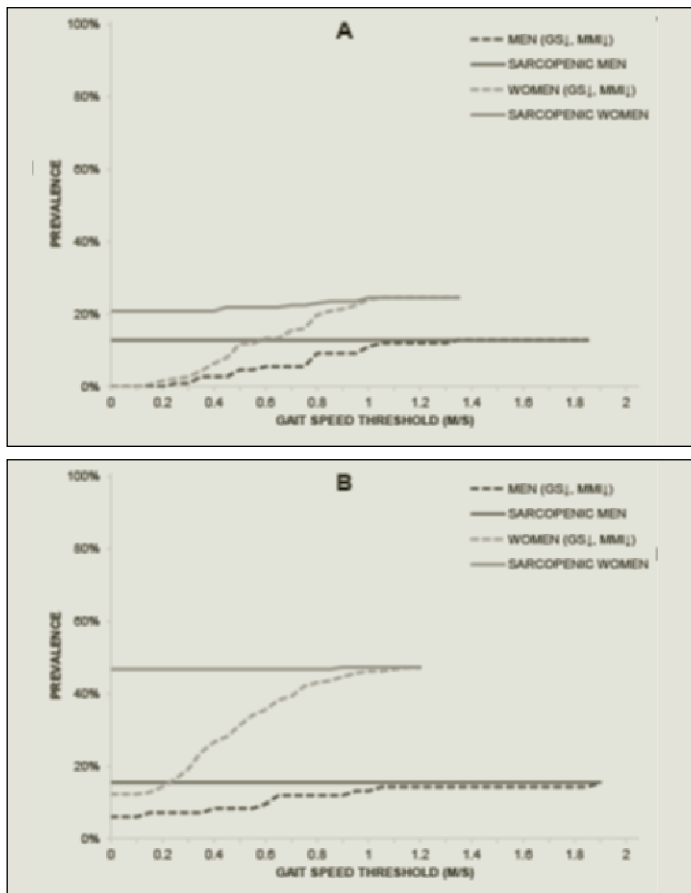 A
100%
80%
60%
40%
20%
0%
PREVALENCE
MEN (GS↓, MMI↓)
SARCOPENIC MEN
WOMEN (GS↓, MMI↓)
SARCOPENIC WOMEN
0 0.2 0.4 0.6 0.8 1 1.2 1.4 1.6 1.8 2
GAIT SPEED THRESHOLD (M/S)
B
100%
80%
60%
40%
20%
0%
PREVALENCE
MEN (GS↓, MMI↓)
SARCOPENIC MEN
WOMEN (GS↓, MMI↓)
SARCOPENIC WOMEN
0 0.2 0.4 0.6 0.8 1 1.2 1.4 1.6 1.8 2
GAIT SPEED THRESHOLD (M/S)